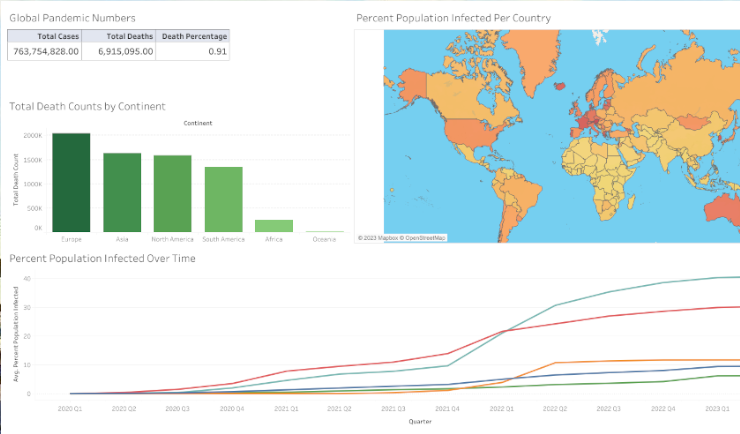 Global Pandemic Numbers
Total Cases Total Deaths Death Percentage
763,754,828.00 6,915,095.00 0.91
Percent Population Infected Per Country
© 2023 Mapbox © OpenStreetMap
Total Death Counts by Continent
Continent
Total Death Count
2000K
1500K
1000K
500K
0K
Europe Asia North America South America Africa Oceania
Percent Population Infected Over Time
Avg. Percent Population Infected
40
30
20
10
0
2020 Q1 2020 Q2 2020 Q3 2020 Q4 2021 Q1 2021 Q2 2021 Q3 2021 Q4 2022 Q1 2022 Q2 2022 Q3 2022 Q4 2023 Q1
Quarter